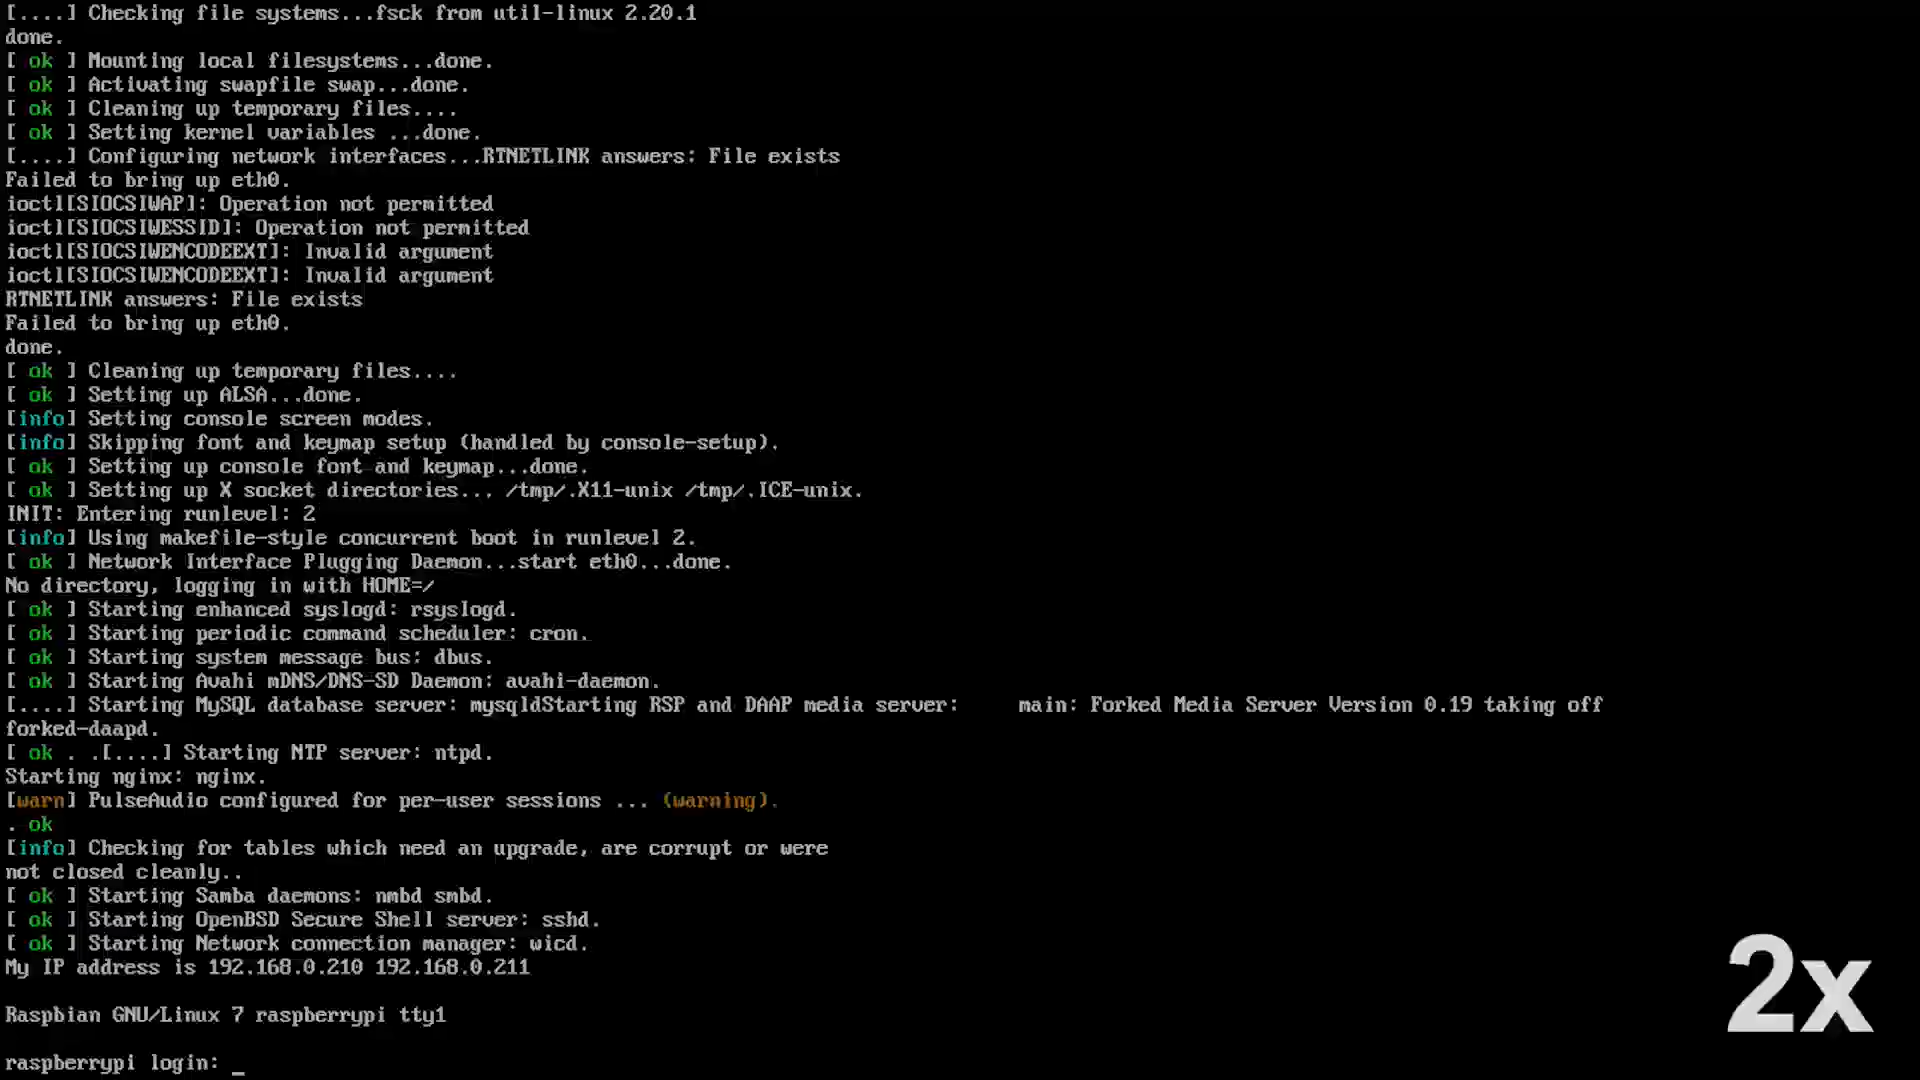 [....] Checking file systems...fsck from util-linux 2.20.1
done.
[ ok ] Mounting local filesystems...done.
[ ok ] Activating swapfile swap...done.
[ ok ] Cleaning up temporary files....
[ ok ] Setting kernel variables ...done.
[....] Configuring network interfaces...RTNETLINK answers: File exists
Failed to bring up eth0.
ioctl[SIOCSIWAP]: Operation not permitted
ioctl[SIOCSIWESSID]: Operation not permitted
ioctl[SIOCSIWENCODEEXT]: Invalid argument
ioctl[SIOCSIWENCODEEXT]: Invalid argument
RTNETLINK answers: File exists
Failed to bring up eth0.
done.
[ ok ] Cleaning up temporary files....
[ ok ] Setting up ALSA...done.
[info] Setting console screen modes.
[info] Skipping font and keymap setup (handled by console-setup).
[ ok ] Setting up console font and keymap...done.
[ ok ] Setting up X socket directories... /tmp/.X11-unix /tmp/.ICE-unix.
INIT: Entering runlevel: 2
[info] Using makefile-style concurrent boot in runlevel 2.
[ ok ] Network Interface Plugging Daemon...start eth0...done.
No directory, logging in with HOME=/
[ ok ] Starting enhanced syslogd: rsyslogd.
[ ok ] Starting periodic command scheduler: cron.
[ ok ] Starting system message bus: dbus.
[ ok ] Starting Avahi mDNS/DNS-SD Daemon: avahi-daemon.
[....] Starting MySQL database server: mysqldStarting RSP and DAAP media server:     main: Forked Media Server Version 0.19 taking off
forked-daapd.
[ ok . .[....] Starting NTP server: ntpd.
Starting nginx: nginx.
[warn] PulseAudio configured for per-user sessions ... (warning).
. ok
[info] Checking for tables which need an upgrade, are corrupt or were
not closed cleanly..
[ ok ] Starting Samba daemons: nmbd smbd.
[ ok ] Starting OpenBSD Secure Shell server: sshd.
[ ok ] Starting Network connection manager: wicd.
My IP address is 192.168.0.210 192.168.0.211
Raspbian GNU/Linux 7 raspberrypi tty1
raspberrypi login: _
2x